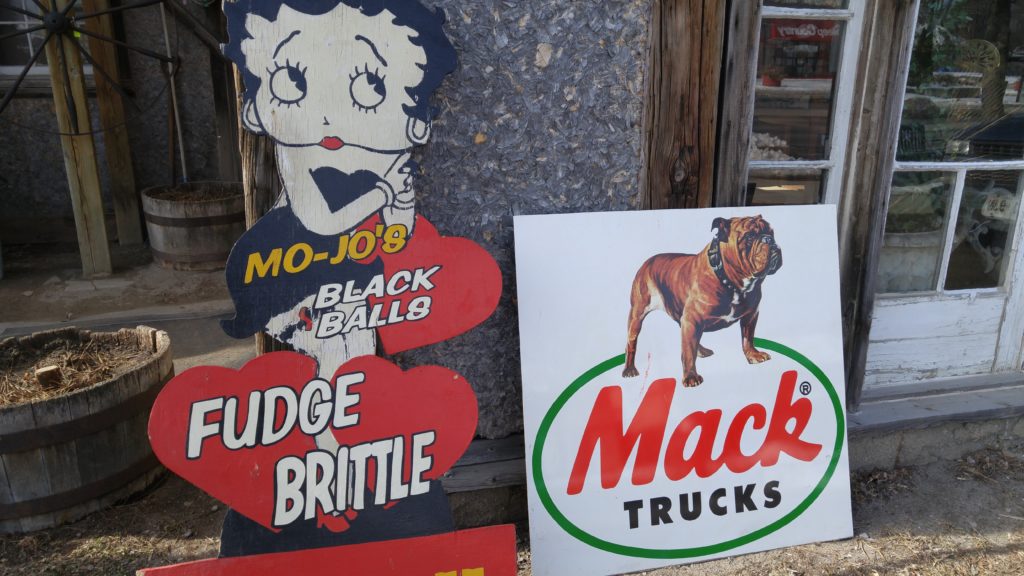 MO-JO'S
BLACK
BALLS
FUDGE
BRITTLE
Mack®
TRUCKS